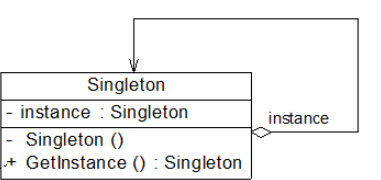 Singleton
- instance : Singleton
instance
- Singleton ()
+ GetInstance () : Singleton